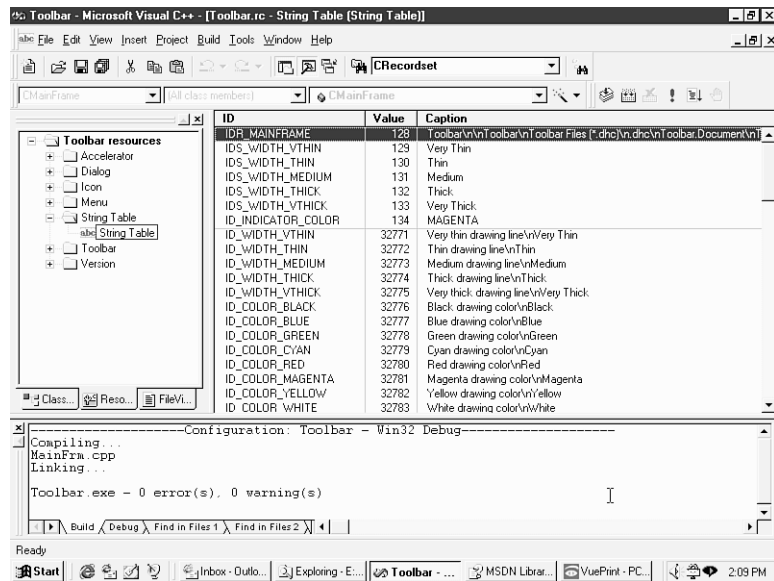 Toolbar - Microsoft Visual C++ - [Toolbar.rc - String Table (String Table)]
File Edit View Insert Project Build Tools Window Help
CRecordset
CMainFrame (All class members) CMainFrame
ID Value Caption
Toolbar resources
Accelerator
Dialog
Icon
Menu
String Table
abc String Table
Toolbar
Version
IDR_MAINFRAME 128 Toolbar\n\nToolbar\nToolbar Files (*.dhc)\n.dhc\nToolbar.Document\nT
IDS_WIDTH_VTHIN 129 Very Thin
IDS_WIDTH_THIN 130 Thin
IDS_WIDTH_MEDIUM 131 Medium
IDS_WIDTH_THICK 132 Thick
IDS_WIDTH_VTHICK 133 Very Thick
ID_INDICATOR_COLOR 134 MAGENTA
ID_WIDTH_VTHIN 32771 Very thin drawing line\nVery Thin
ID_WIDTH_THIN 32772 Thin drawing line\nThin
ID_WIDTH_MEDIUM 32773 Medium drawing line\nMedium
ID_WIDTH_THICK 32774 Thick drawing line\nThick
ID_WIDTH_VTHICK 32775 Very thick drawing line\nVery Thick
ID_COLOR_BLACK 32776 Black drawing color\nBlack
ID_COLOR_BLUE 32777 Blue drawing color\nBlue
ID_COLOR_GREEN 32778 Green drawing color\nGreen
ID_COLOR_CYAN 32779 Cyan drawing color\nCyan
ID_COLOR_RED 32780 Red drawing color\nRed
ID_COLOR_MAGENTA 32781 Magenta drawing color\nMagenta
ID_COLOR_YELLOW 32782 Yellow drawing color\nYellow
ID_COLOR_WHITE 32783 White drawing color\nWhite
Class... Reso... FileVi...
--------------------Configuration: Toolbar - Win32 Debug--------------------
Compiling...
MainFrm.cpp
Linking...
Toolbar.exe - 0 error(s), 0 warning(s)
Build Debug Find in Files 1 Find in Files 2
Ready
Start Inbox - Outlo... Exploring - E:... Toolbar - ... MSDN Librar... VuePrint - PC... 2:09 PM